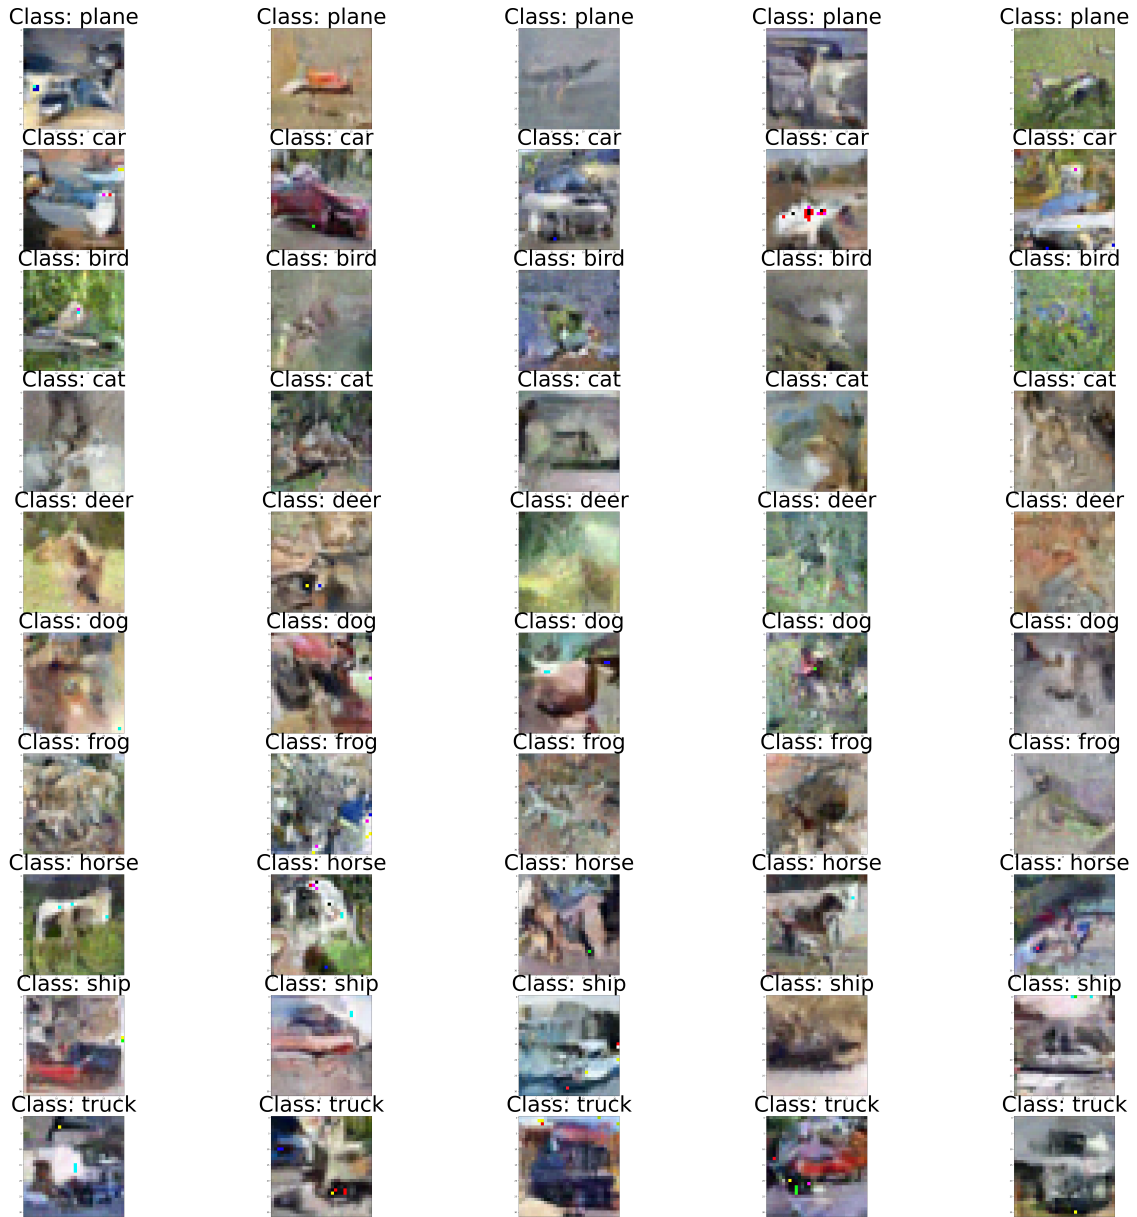 Class: plane Class: plane Class: plane Class: plane Class: plane
Class: car Class: car Class: car Class: car Class: car
Class: bird Class: bird Class: bird Class: bird Class: bird
Class: cat Class: cat Class: cat Class: cat Class: cat
Class: deer Class: deer Class: deer Class: deer Class: deer
Class: dog Class: dog Class: dog Class: dog Class: dog
Class: frog Class: frog Class: frog Class: frog Class: frog
Class: horse Class: horse Class: horse Class: horse Class: horse
Class: ship Class: ship Class: ship Class: ship Class: ship
Class: truck Class: truck Class: truck Class: truck Class: truck